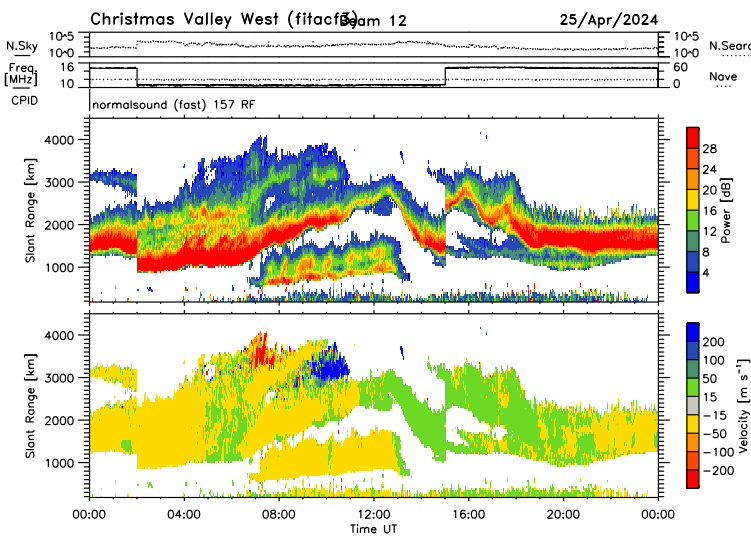 Christmas Valley West (fitacf3) Beam 12 25/Apr/2024
N.Sky 10^5 10^0 10^5 10^0 N.Searc
Freq [MHz] 16 10 60 0 Nave
CPID normalsound (fast) 157 RF
Slant Range [km] 4000 3000 2000 1000
28 24 20 16 12 8 4 Power [dB]
Slant Range [km] 4000 3000 2000 1000
200 100 50 15 -15 -50 -100 -200 Velocity [m s⁻¹]
00:00 04:00 08:00 12:00 16:00 20:00 00:00
Time UT